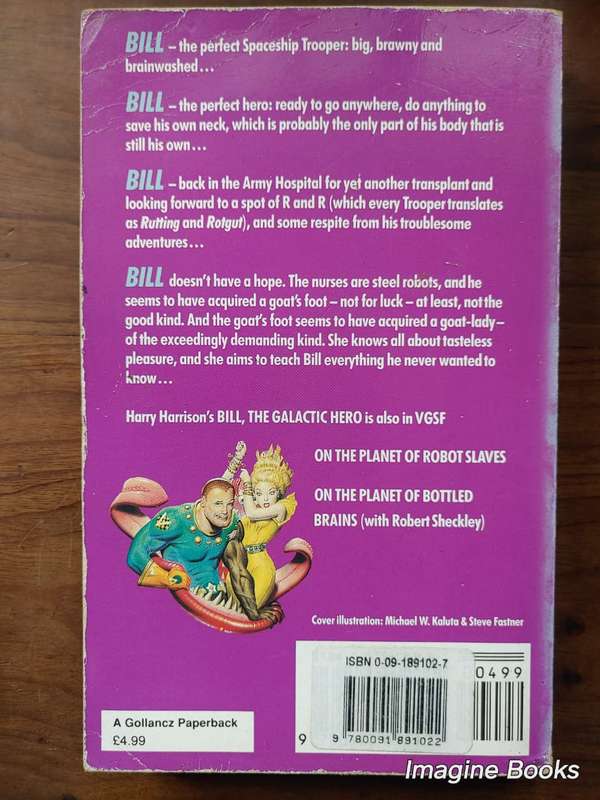 BILL – the perfect Spaceship Trooper: big, brawny and
brainwashed...
BILL – the perfect hero: ready to go anywhere, do anything to
save his own neck, which is probably the only part of his body that is
still his own...
BILL – back in the Army Hospital for yet another transplant and
looking forward to a spot of R and R (which every Trooper translates
as Rutting and Rotgut), and some respite from his troublesome
adventures...
BILL doesn't have a hope. The nurses are steel robots, and he
seems to have acquired a goat's foot – not for luck – at least, not the
good kind. And the goat's foot seems to have acquired a goat-lady –
of the exceedingly demanding kind. She knows all about tasteless
pleasure, and she aims to teach Bill everything he never wanted to
know...
Harry Harrison's BILL, THE GALACTIC HERO is also in VGSF
ON THE PLANET OF ROBOT SLAVES
ON THE PLANET OF BOTTLED
BRAINS (with Robert Sheckley)
Cover illustration: Michael W. Kaluta & Steve Fastner
ISBN 0-09-189102-7
0499
9
9 780091 891022
A Gollancz Paperback
£4.99
Imagine Books